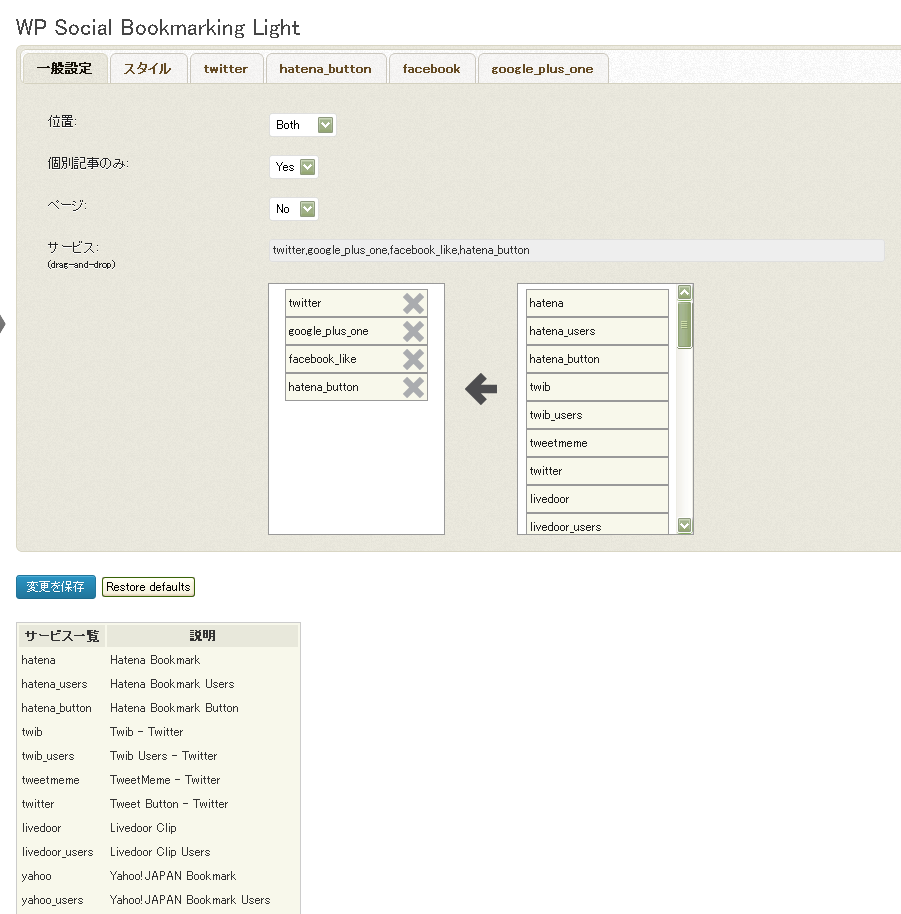 WP Social Bookmarking Light
一般設定 スタイル twitter hatena_button facebook google_plus_one
位置: Both
個別記事のみ: Yes
ページ: No
サービス: twitter,google_plus_one,facebook_like,hatena_button
(drag-and-drop)
twitter
google_plus_one
facebook_like
hatena_button
hatena
hatena_users
hatena_button
twib
twib_users
tweetmeme
twitter
livedoor
livedoor_users
変更を保存 Restore defaults
サービス一覧 説明
hatena Hatena Bookmark
hatena_users Hatena Bookmark Users
hatena_button Hatena Bookmark Button
twib Twib - Twitter
twib_users Twib Users - Twitter
tweetmeme TweetMeme - Twitter
twitter Tweet Button - Twitter
livedoor Livedoor Clip
livedoor_users Livedoor Clip Users
yahoo Yahoo!JAPAN Bookmark
yahoo_users Yahoo!JAPAN Bookmark Users